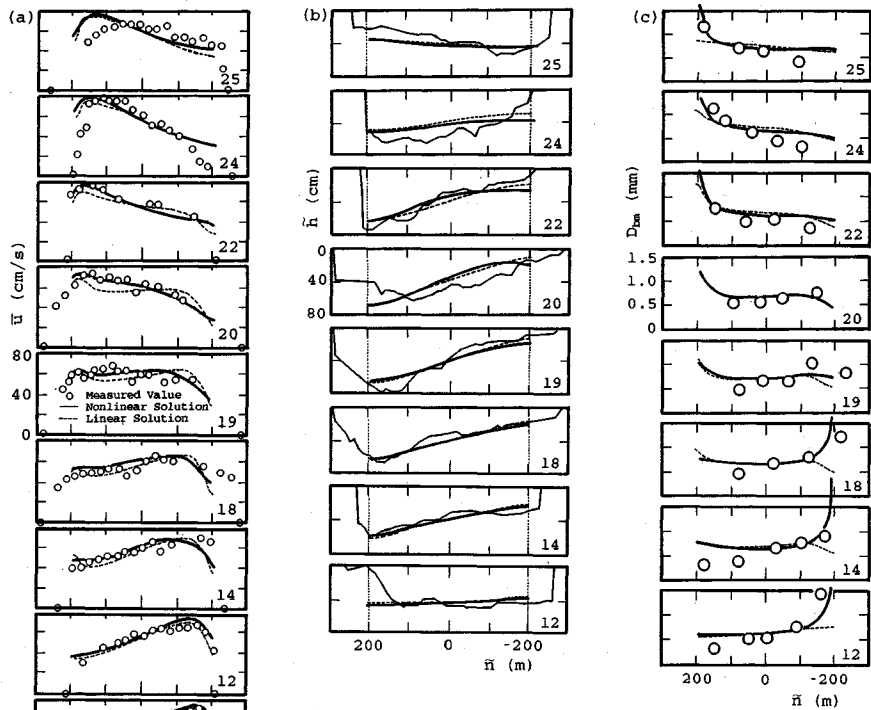 (a)
25
24
22
20
80
40
0
19
Measured Value
Nonlinear Solution
Linear Solution
18
14
12
ū (cm/s)
(b)
25
24
22
0
40
80
20
19
18
14
12
200 0 -200
ñ (m)
h̃ (cm)
(c)
25
24
22
1.5
1.0
0.5
0
20
19
18
14
12
200 0 -200
ñ (m)
D_bm (mm)